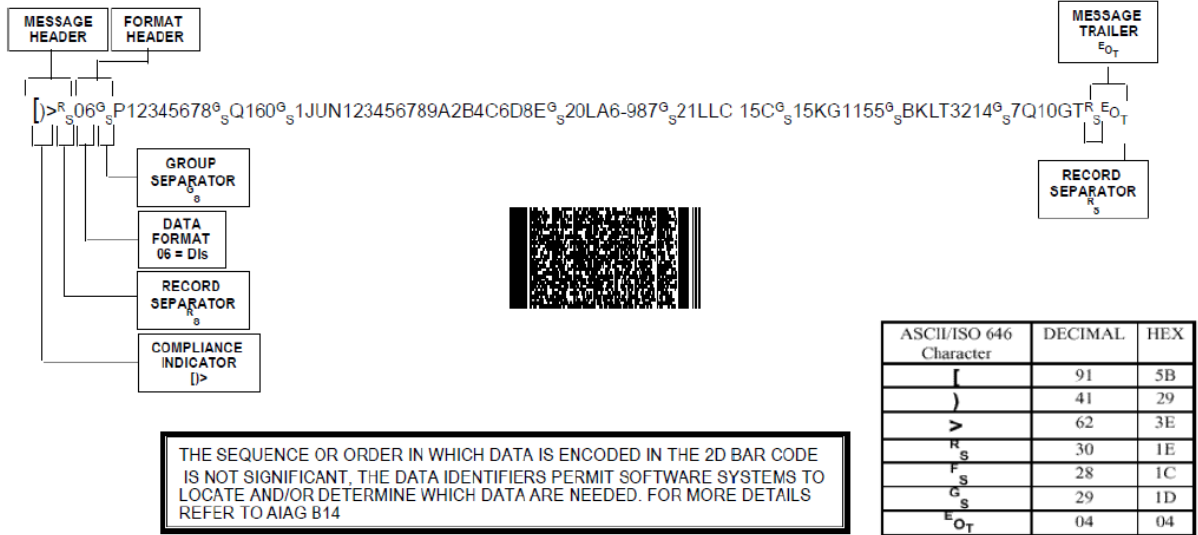 MESSAGE
HEADER
FORMAT
HEADER
MESSAGE
TRAILER
EOT
[)>RS06GSP12345678GSQ160GS1JUN123456789A2B4C6D8EGS20LA6-987GS21LLC 15CGS15KG1155GSBKLT3214GS7Q10GTRSEOT
GROUP
SEPARATOR
GS
DATA
FORMAT
06 = DIs
RECORD
SEPARATOR
RS
COMPLIANCE
INDICATOR
[)>
RECORD
SEPARATOR
RS
THE SEQUENCE OR ORDER IN WHICH DATA IS ENCODED IN THE 2D BAR CODE
IS NOT SIGNIFICANT, THE DATA IDENTIFIERS PERMIT SOFTWARE SYSTEMS TO
LOCATE AND/OR DETERMINE WHICH DATA ARE NEEDED. FOR MORE DETAILS
REFER TO AIAG B14
ASCII/ISO 646 Character DECIMAL HEX
[ 91 5B
) 41 29
> 62 3E
RS 30 1E
FS 28 1C
GS 29 1D
EOT 04 04